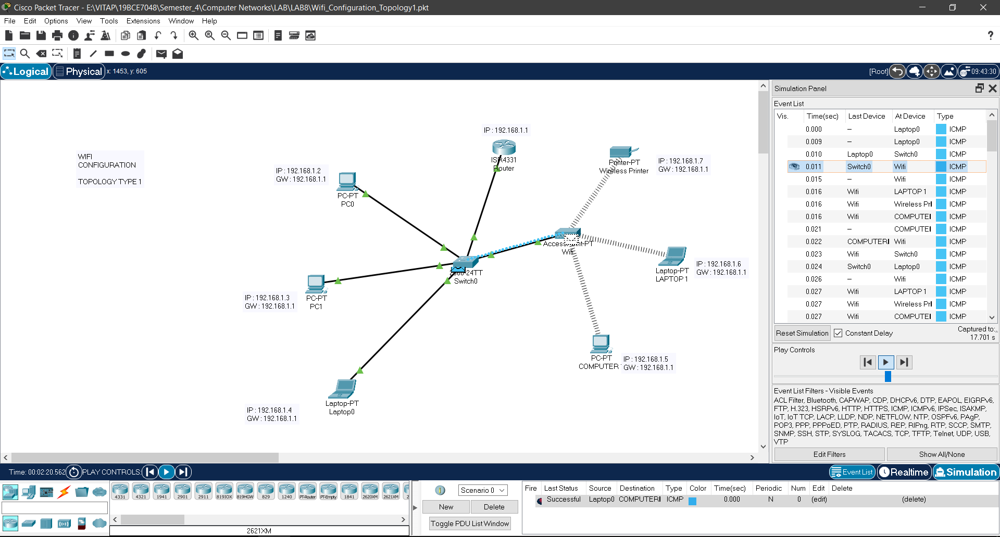 Cisco Packet Tracer - E:\VITAP\19BCE7048\Semester_4\Computer Networks\LAB\LAB8\Wifi_Configuration_Topology1.pkt
File Edit Options View Tools Extensions Window Help
?
Logical Physical x: 1453, y: 605 [Root] 09:43:30
WIFI
CONFIGURATION
TOPOLOGY TYPE 1
IP : 192.168.1.1
ISR4331
Router
IP : 192.168.1.2
GW : 192.168.1.1
PC-PT
PC0
Printer-PT
Wireless Printer
IP : 192.168.1.7
GW : 192.168.1.1
Wifi
24TT
Switch0
Laptop-PT
LAPTOP 1
IP : 192.168.1.6
GW : 192.168.1.1
PC-PT
PC1
IP : 192.168.1.3
GW : 192.168.1.1
PC-PT
COMPUTER
IP : 192.168.1.5
GW : 192.168.1.1
Laptop-PT
Laptop0
IP : 192.168.1.4
GW : 192.168.1.1
Simulation Panel
Event List
Vis. Time(sec) Last Device At Device Type
0.000 -- Laptop0 ICMP
0.009 -- Laptop0 ICMP
0.010 Laptop0 Switch0 ICMP
0.011 Switch0 Wifi ICMP
0.015 -- Wifi ICMP
0.016 Wifi LAPTOP 1 ICMP
0.016 Wifi Wireless Pri ICMP
0.016 Wifi COMPUTEI ICMP
0.021 -- COMPUTEI ICMP
0.022 COMPUTERI Wifi ICMP
0.023 Wifi Switch0 ICMP
0.024 Switch0 Laptop0 ICMP
0.026 -- Wifi ICMP
0.027 Wifi LAPTOP 1 ICMP
0.027 Wifi Wireless Pri ICMP
0.027 Wifi COMPUTEI ICMP
Reset Simulation Constant Delay Captured to:
17.701 s
Play Controls
Event List Filters - Visible Events
ACL Filter, Bluetooth, CAPWAP, CDP, DHCPv6, DTP, EAPOL, EIGRPv6,
FTP, H.323, HSRPv6, HTTP, HTTPS, ICMP, ICMPv6, IPSec, ISAKMP,
IoT, IoT TCP, LACP, LLDP, NDP, NETFLOW, NTP, OSPFv6, PAgP,
POP3, PPP, PPPoED, PTP, RADIUS, REP, RIPng, RTP, SCCP, SMTP,
SNMP, SSH, STP, SYSLOG, TACACS, TCP, TFTP, Telnet, UDP, USB,
VTP
Edit Filters Show All/None
Time: 00:02:20.562 PLAY CONTROLS: Event List Realtime Simulation
4331 4321 1941 2901 2911 819IOX 819HGW 829 1240 PT-Router PT-Empty 1841 2620XM 2621XM
2621XM
Scenario 0
New Delete
Toggle PDU List Window
Fire Last Status Source Destination Type Color Time(sec) Periodic Num Edit Delete
Successful Laptop0 COMPUTERI ICMP 0.000 N 0 (edit) (delete)